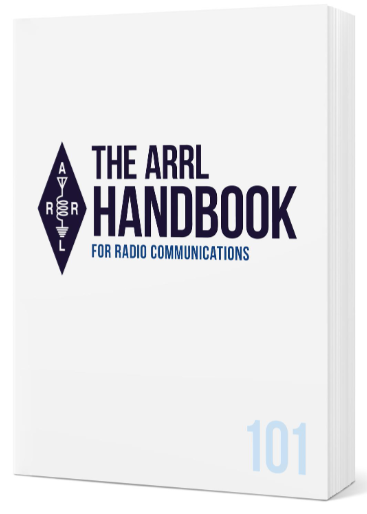 THE ARRL
HANDBOOK
FOR RADIO COMMUNICATIONS
A
R R
L
101